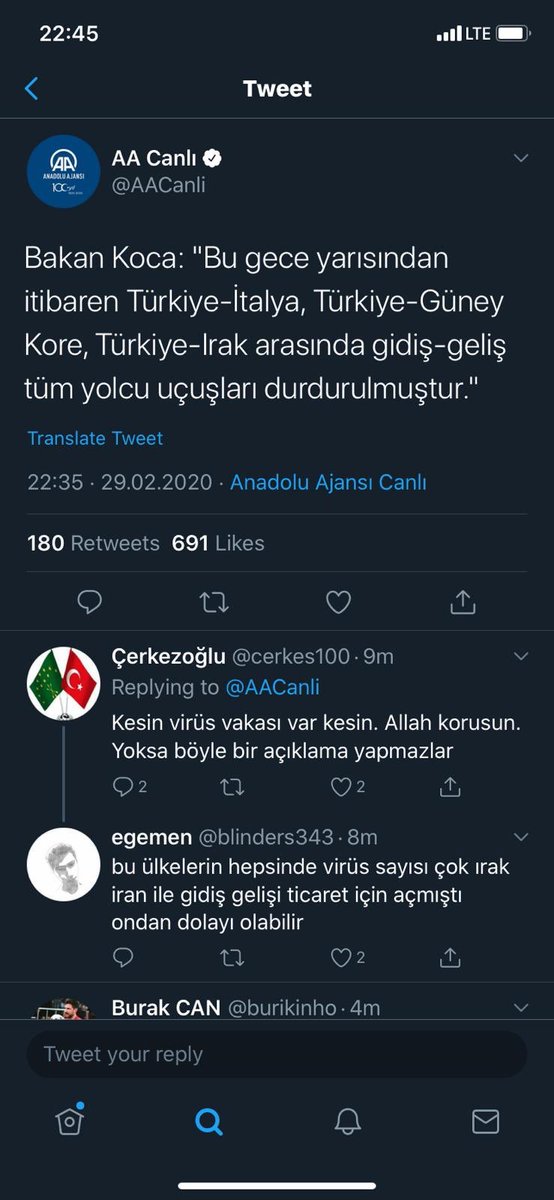 22:45
LTE
Tweet
AA
ANADOLU AJANSI
AA Canlı
@AACanli
Bakan Koca: "Bu gece yarısından
itibaren Türkiye-İtalya, Türkiye-Güney
Kore, Türkiye-Irak arasında gidiş-geliş
tüm yolcu uçuşları durdurulmuştur."
Translate Tweet
22:35 · 29.02.2020 · Anadolu Ajansı Canlı
180 Retweets 691 Likes
Çerkezoğlu @cerkes100 · 9m
Replying to @AACanli
Kesin virüs vakası var kesin. Allah korusun.
Yoksa böyle bir açıklama yapmazlar
2 2
egemen @blinders343 · 8m
bu ülkelerin hepsinde virüs sayısı çok ırak
iran ile gidiş gelişi ticaret için açmıştı
ondan dolayı olabilir
2
Burak CAN @burikinho · 4m
Tweet your reply